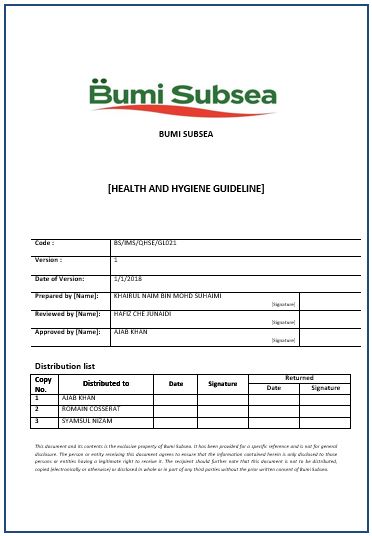 Bumi Subsea
BUMI SUBSEA
[HEALTH AND HYGIENE GUIDELINE]
Code : BS/IMS/QHSE/GL021
Version : 1
Date of Version: 1/1/2018
Prepared by [Name]: KHAIRUL NAIM BIN MOHD SUHAIMI
[Signature]
Reviewed by [Name]: HAFIZ CHE JUNAIDI
[Signature]
Approved by [Name]: AJAB KHAN
[Signature]
Distribution list
Copy No. Distributed to Date Signature Returned
Date Signature
1 AJAB KHAN
2 ROMAIN COSSERAT
3 SYAMSUL NIZAM
This document and its contents is the exclusive property of Bumi Subsea. It has been provided for a specific reference and is not for general
disclosure. The person or entity receiving this document agrees to ensure that the information contained herein is only disclosed to those
persons or entities having a legitimate right to receive it. The recipient should further note that this document is not to be distributed,
copied (electronically or otherwise) or disclosed in whole or in part of any third parties without the prior written consent of Bumi Subsea.